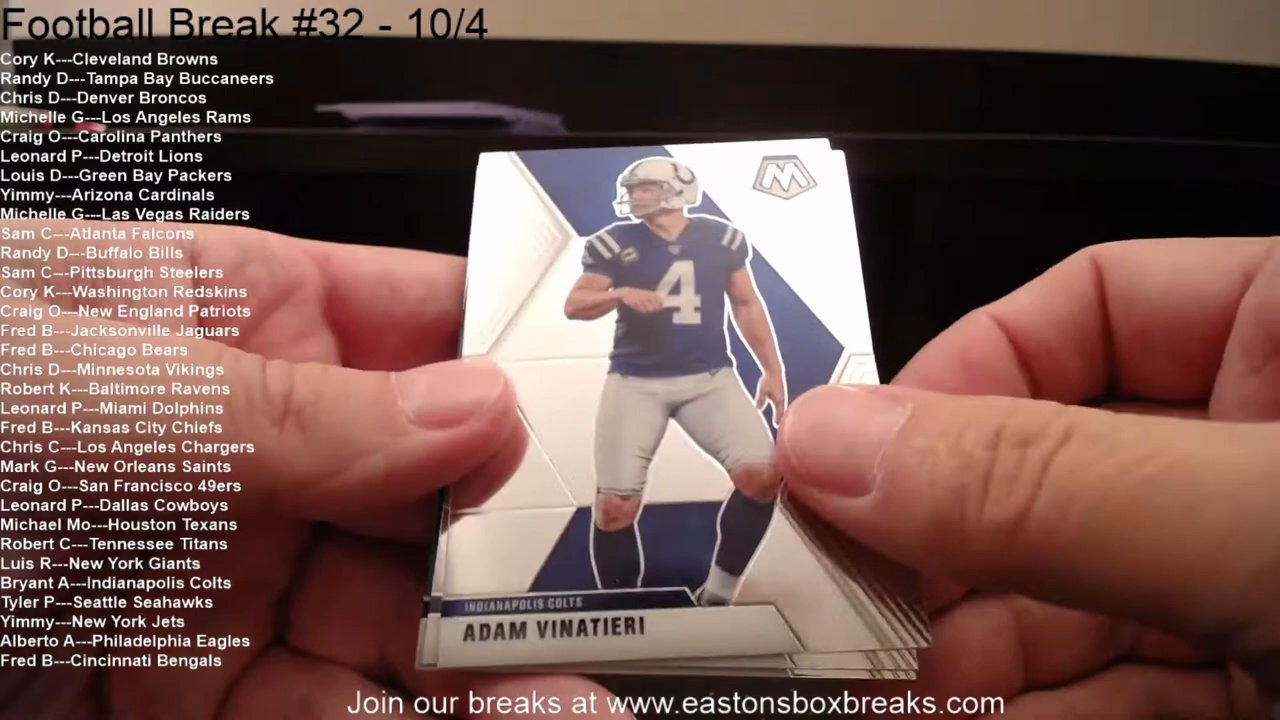 Football Break #32 - 10/4
Cory K---Cleveland Browns
Randy D---Tampa Bay Buccaneers
Chris D---Denver Broncos
Michelle G---Los Angeles Rams
Craig O---Carolina Panthers
Leonard P---Detroit Lions
Louis D---Green Bay Packers
Yimmy---Arizona Cardinals
Michelle G---Las Vegas Raiders
Sam C---Atlanta Falcons
Randy D---Buffalo Bills
Sam C---Pittsburgh Steelers
Cory K---Washington Redskins
Craig O---New England Patriots
Fred B---Jacksonville Jaguars
Fred B---Chicago Bears
Chris D---Minnesota Vikings
Robert K---Baltimore Ravens
Leonard P---Miami Dolphins
Fred B---Kansas City Chiefs
Chris C---Los Angeles Chargers
Mark G---New Orleans Saints
Craig O---San Francisco 49ers
Leonard P---Dallas Cowboys
Michael Mo---Houston Texans
Robert C---Tennessee Titans
Luis R---New York Giants
Bryant A---Indianapolis Colts
Tyler P---Seattle Seahawks
Yimmy---New York Jets
Alberto A---Philadelphia Eagles
Fred B---Cincinnati Bengals
M
4
INDIANAPOLIS COLTS
ADAM VINATIERI
Join our breaks at www.eastonsboxbreaks.com